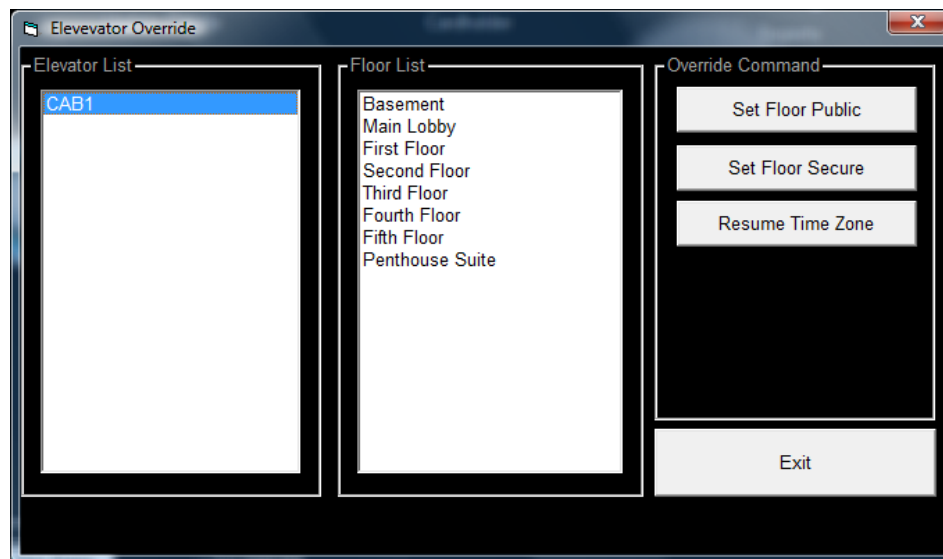 Elevevator Override
Elevator List
CAB1
Floor List
Basement
Main Lobby
First Floor
Second Floor
Third Floor
Fourth Floor
Fifth Floor
Penthouse Suite
Override Command
Set Floor Public
Set Floor Secure
Resume Time Zone
Exit